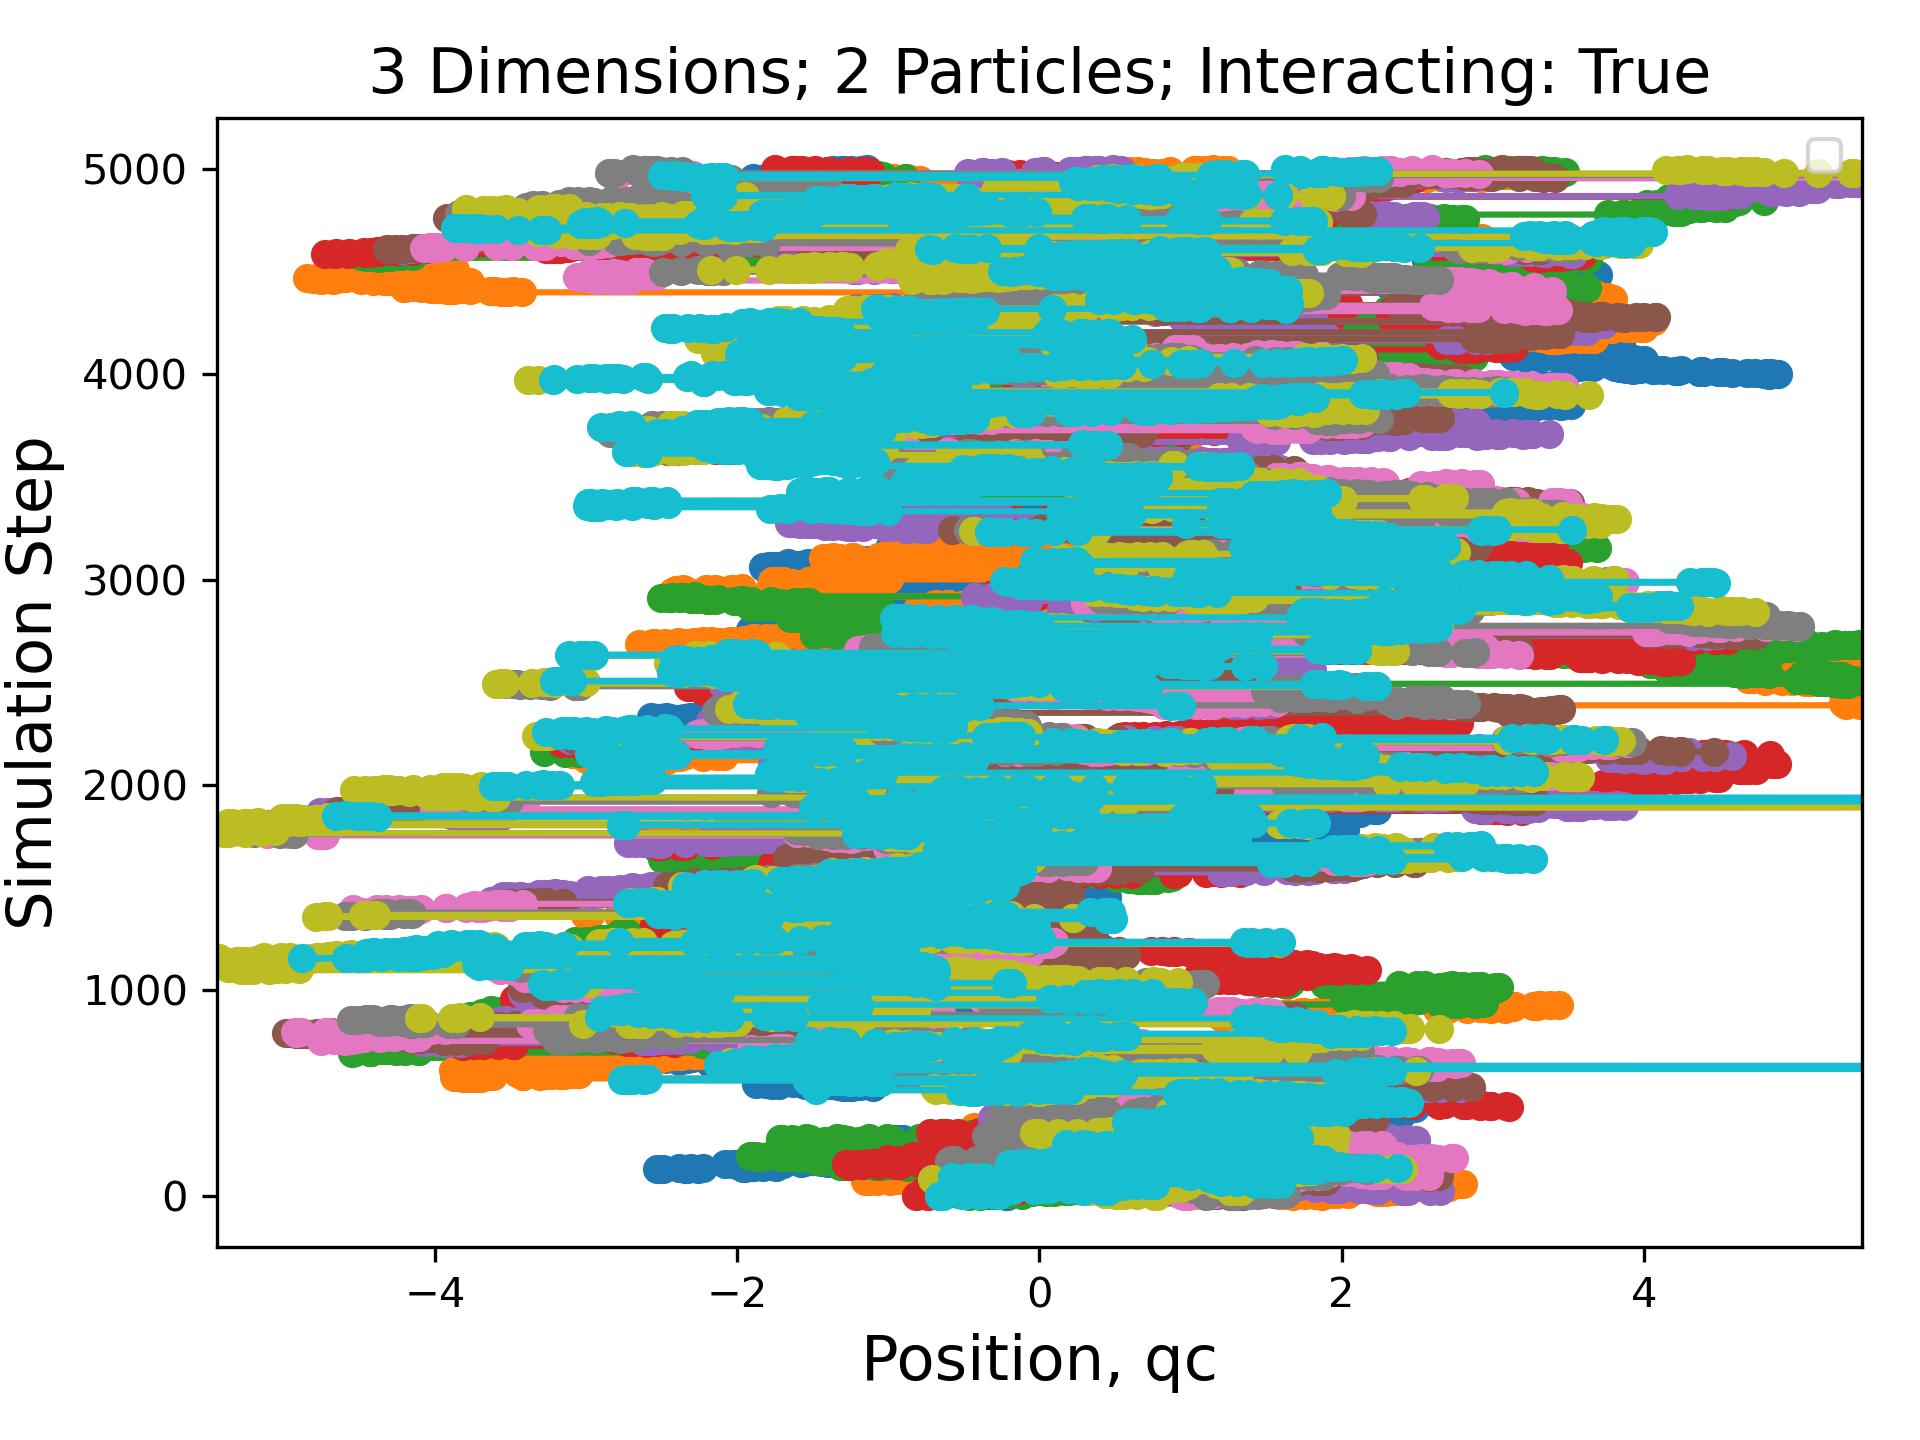 3 Dimensions; 2 Particles; Interacting: True
5000
4000
3000
2000
1000
0
Simulation Step
−4 −2 0 2 4
Position, qc